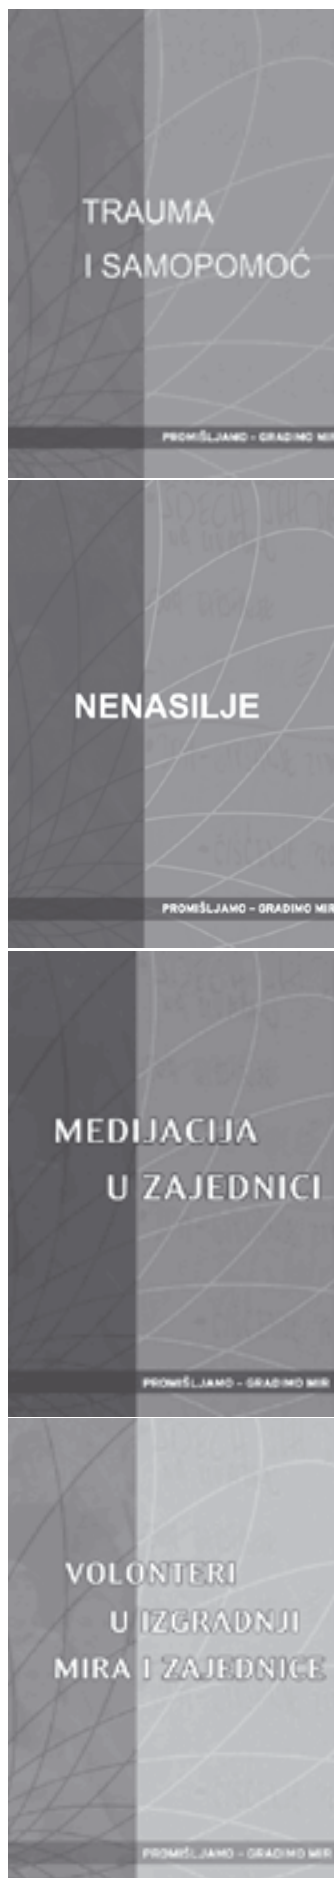 TRAUMA
I SAMOPOMOĆ
PROMIŠLJAMO – GRADIMO MIR
NENASILJE
PROMIŠLJAMO – GRADIMO MIR
MEDIJACIJA
U ZAJEDNICI
PROMIŠLJAMO – GRADIMO MIR
VOLONTERI
U IZGRADNJI
MIRA I ZAJEDNICE
PROMIŠLJAMO – GRADIMO MIR